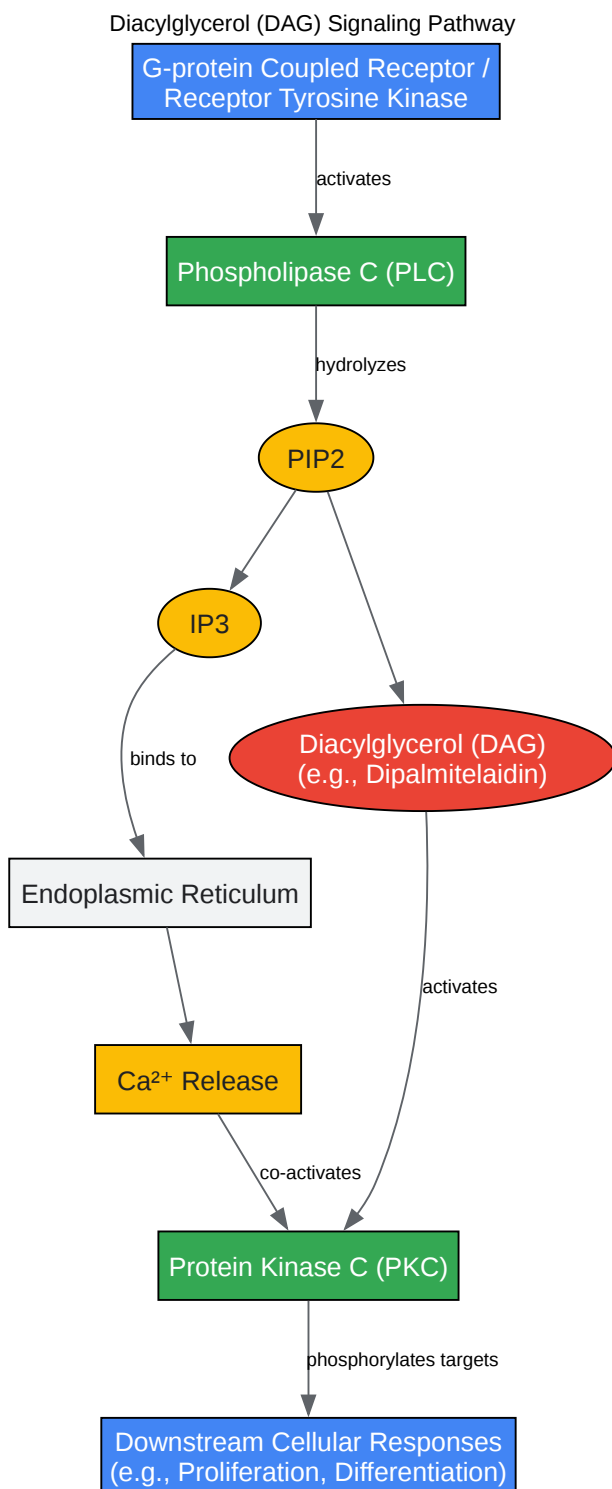 Diacylglycerol (DAG) Signaling Pathway
G-protein Coupled Receptor /
Receptor Tyrosine Kinase
activates
Phospholipase C (PLC)
hydrolyzes
PIP2
IP3
Diacylglycerol (DAG)
(e.g., Dipalmitelaidin)
binds to
Endoplasmic Reticulum
activates
Ca²⁺ Release
co-activates
Protein Kinase C (PKC)
phosphorylates targets
Downstream Cellular Responses
(e.g., Proliferation, Differentiation)